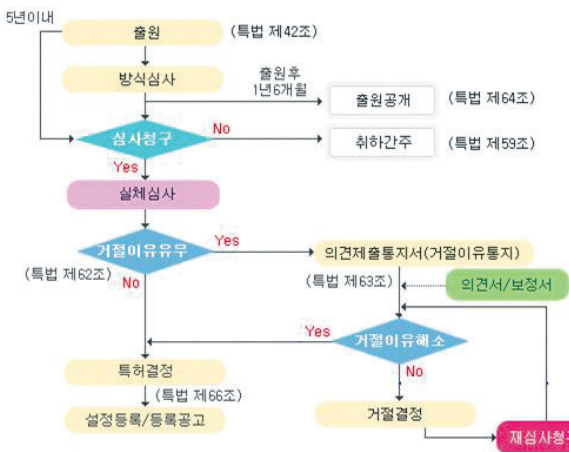 5년이내
출원
(특법 제42조)
방식심사
출원후
1년6개월
출원공개
(특법 제64조)
심사청구
No
취하간주
(특법 제59조)
Yes
실체심사
거절이유유무
Yes
의견제출통지서(거절이유통지)
(특법 제62조)
No
(특법 제63조)
의견서/보정서
Yes
거절이유해소
특허결정
No
(특법 제66조)
거절결정
설정등록/등록공고
재심사청구